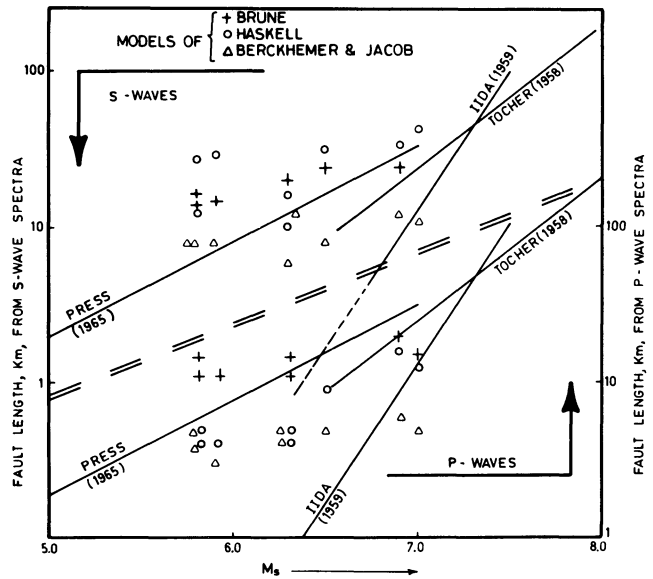 MODELS OF
+ BRUNE
○ HASKELL
△ BERCKHEMER & JACOB
S - WAVES
IIDA (1959)
TOCHER (1958)
100
10
1
FAULT LENGTH, Km, FROM S-WAVE SPECTRA
PRESS
(1965)
TOCHER (1958)
100
10
1
FAULT LENGTH, Km, FROM P-WAVE SPECTRA
PRESS
(1965)
IIDA
(1959)
P - WAVES
5.0
6.0
7.0
8.0
Ms